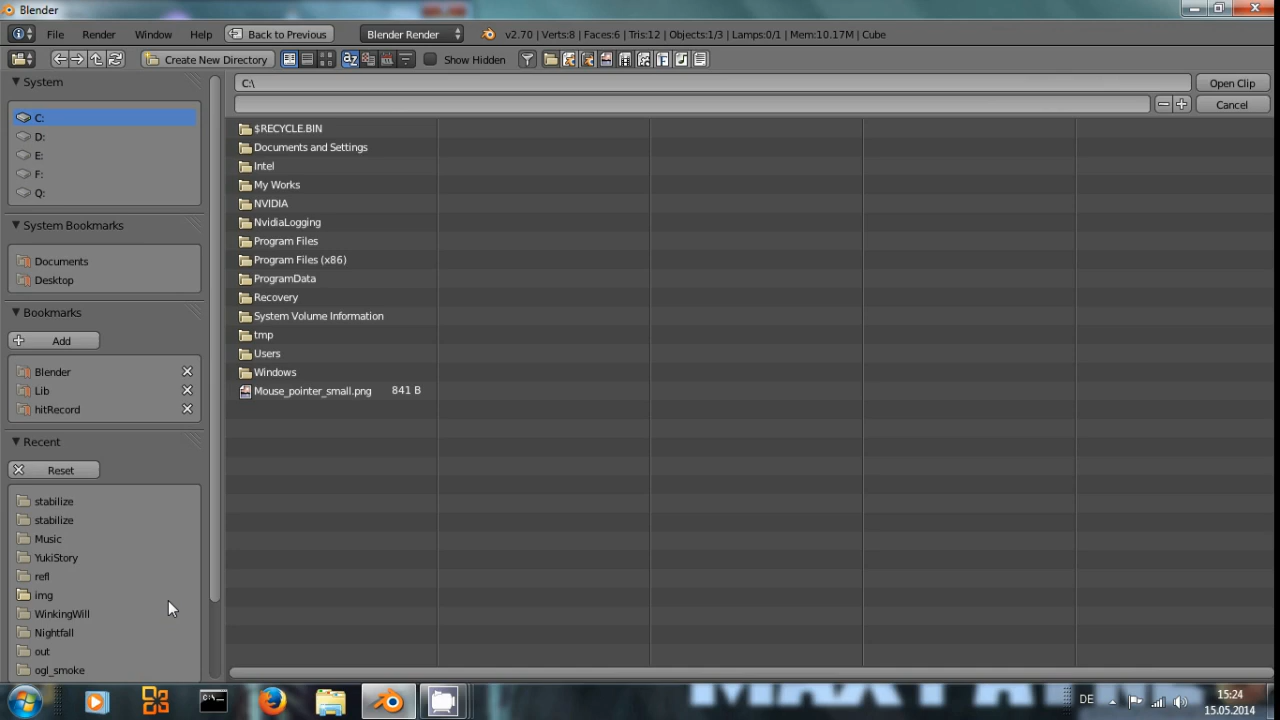 Blender
File Render Window Help Back to Previous Blender Render v2.70 | Verts:8 | Faces:6 | Tris:12 | Objects:1/3 | Lamps:0/1 | Mem:10.17M | Cube
Create New Directory Show Hidden
System
C:\ Open Clip
Cancel
C:
D:
E:
F:
Q:
System Bookmarks
Documents
Desktop
Bookmarks
Add
Blender
Lib
hitRecord
Recent
Reset
stabilize
stabilize
Music
YukiStory
refl
img
WinkingWill
Nightfall
out
ogl_smoke
$RECYCLE.BIN
Documents and Settings
Intel
My Works
NVIDIA
NvidiaLogging
Program Files
Program Files (x86)
ProgramData
Recovery
System Volume Information
tmp
Users
Windows
Mouse_pointer_small.png 841 B
DE
15:24
15.05.2014